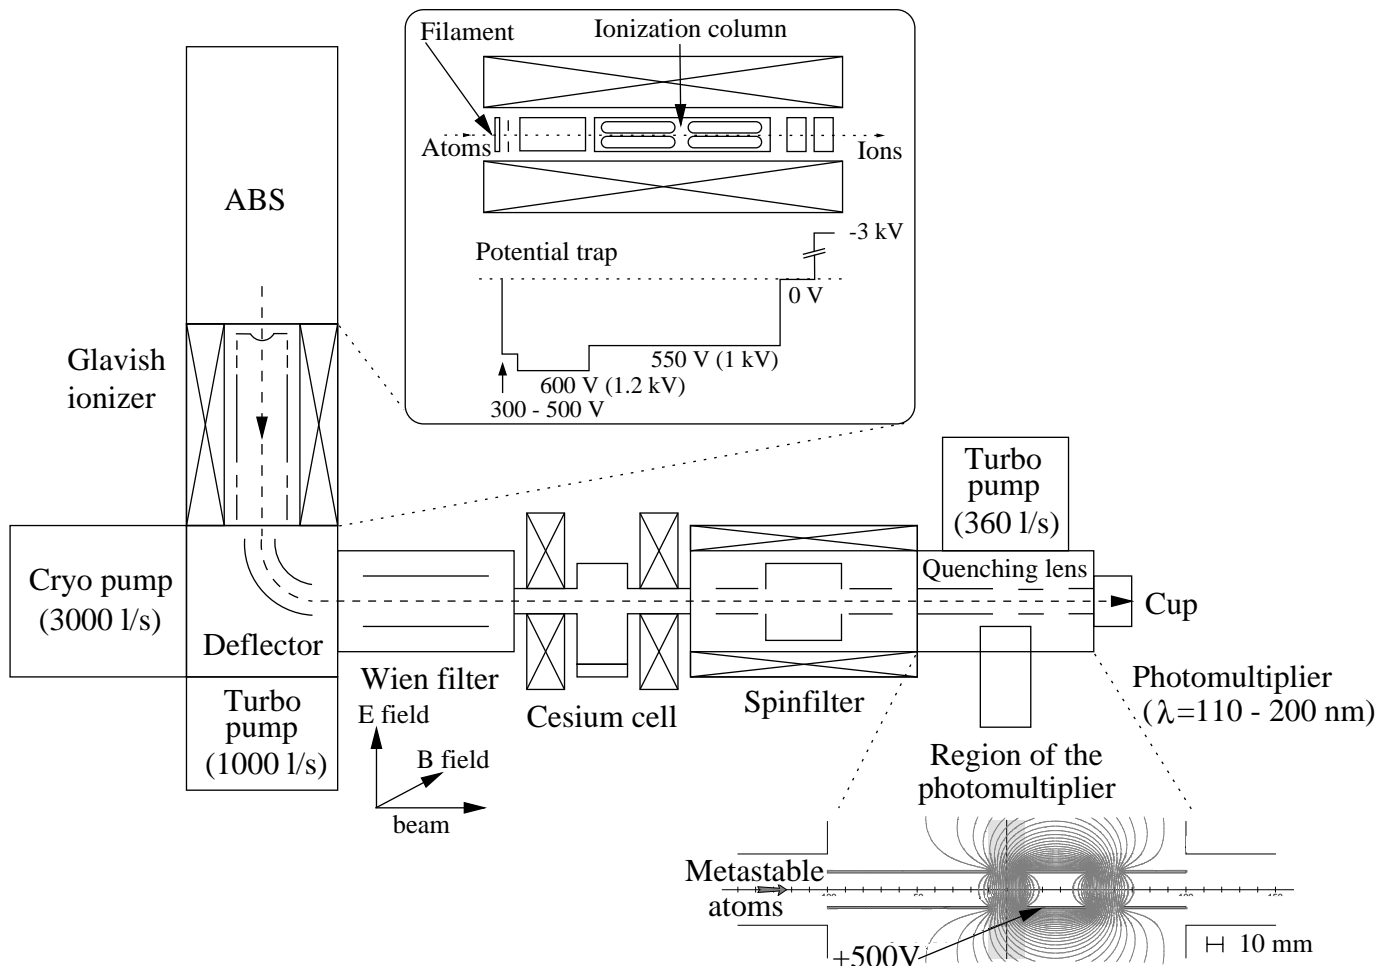 Filament
Ionization column
Atoms
Ions
ABS
-3 kV
Potential trap
0 V
550 V (1 kV)
600 V (1.2 kV)
300 - 500 V
Glavish
ionizer
Turbo
pump
(360 l/s)
Cryo pump
(3000 l/s)
Quenching lens
Cup
Deflector
Wien filter
Cesium cell
Spinfilter
Photomultiplier
(λ=110 - 200 nm)
Turbo
pump
(1000 l/s)
E field
B field
beam
Region of the
photomultiplier
Metastable
atoms
+500V
10 mm